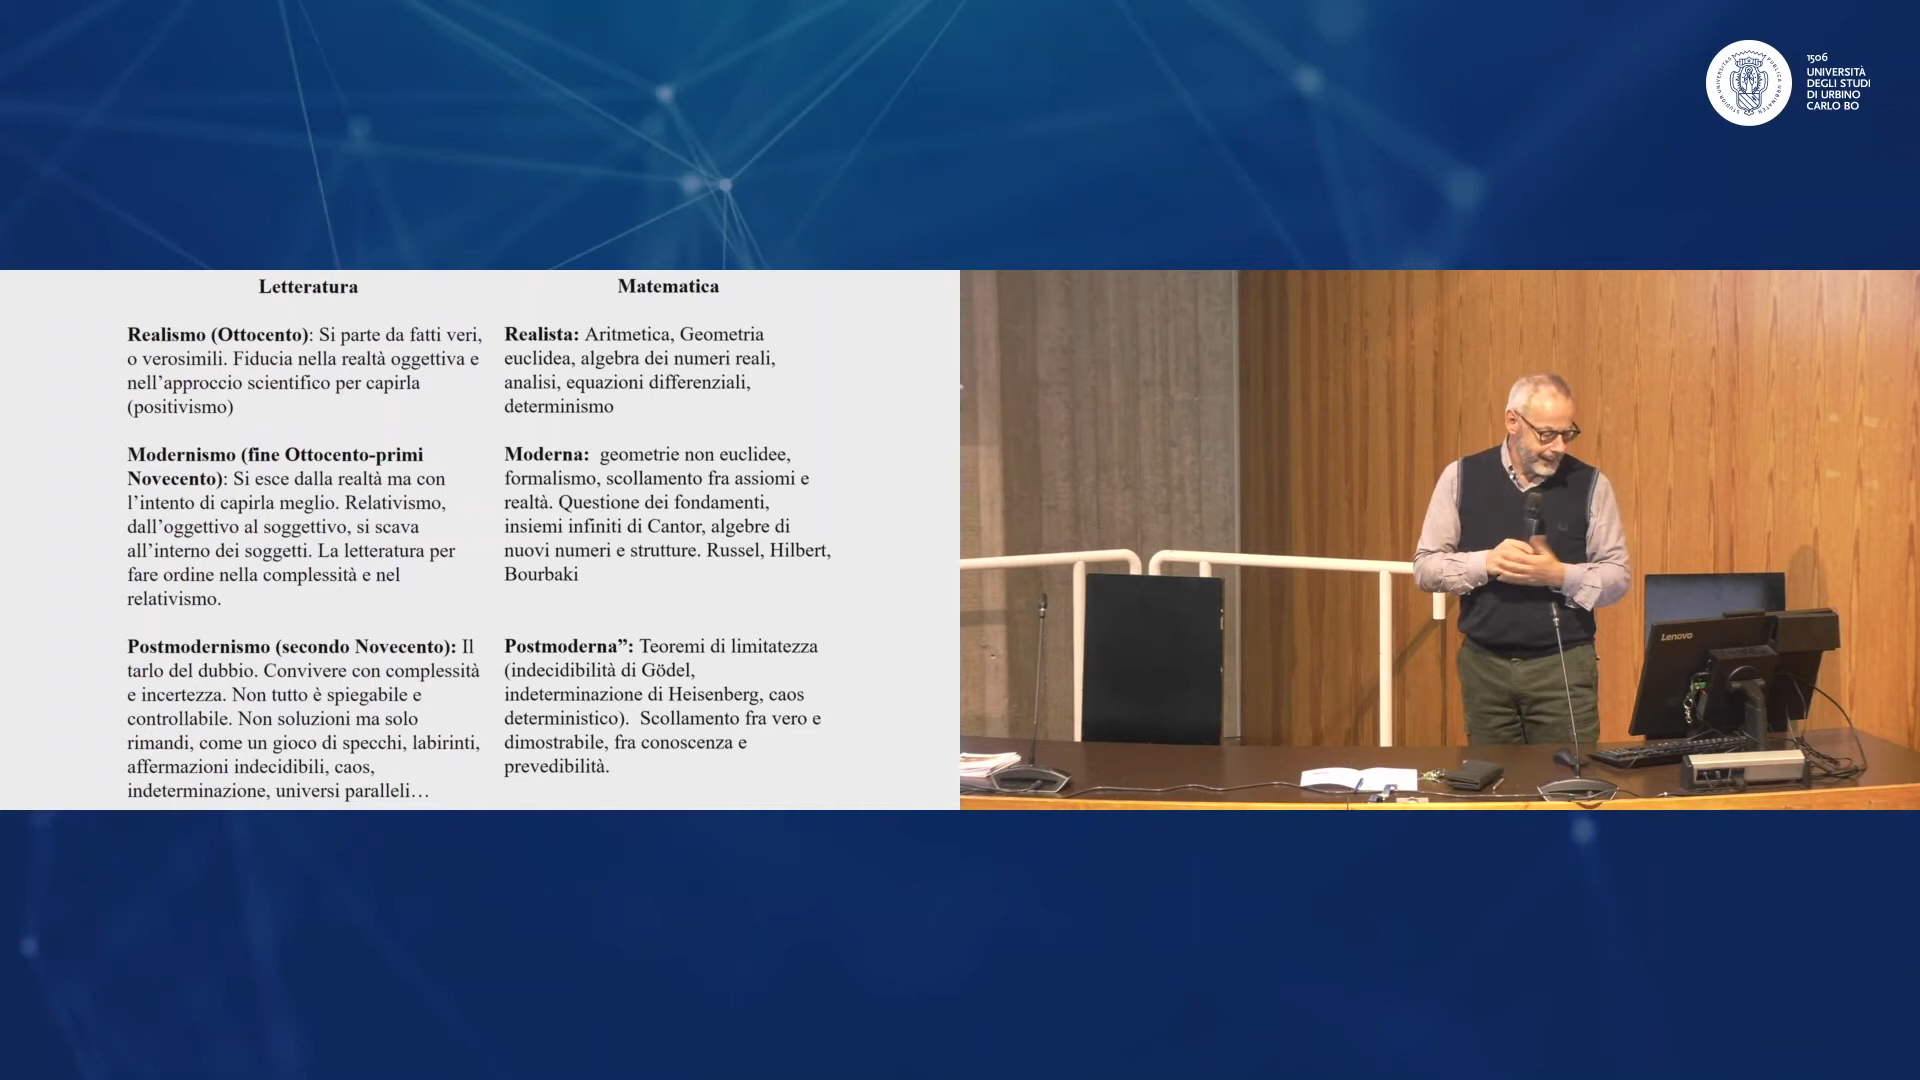 1506
UNIVERSITÀ
DEGLI STUDI
DI URBINO
CARLO BO
Letteratura
Realismo (Ottocento): Si parte da fatti veri,
o verosimili. Fiducia nella realtà oggettiva e
nell’approccio scientifico per capirla
(positivismo)
Modernismo (fine Ottocento-primi
Novecento): Si esce dalla realtà ma con
l’intento di capirla meglio. Relativismo,
dall’oggettivo al soggettivo, si scava
all’interno dei soggetti. La letteratura per
fare ordine nella complessità e nel
relativismo.
Postmodernismo (secondo Novecento): Il
tarlo del dubbio. Convivere con complessità
e incertezza. Non tutto è spiegabile e
controllabile. Non soluzioni ma solo
rimandi, come un gioco di specchi, labirinti,
affermazioni indecidibili, caos,
indeterminazione, universi paralleli…
Matematica
Realista: Aritmetica, Geometria
euclidea, algebra dei numeri reali,
analisi, equazioni differenziali,
determinismo
Moderna: geometrie non euclidee,
formalismo, scollamento fra assiomi e
realtà. Questione dei fondamenti,
insiemi infiniti di Cantor, algebre di
nuovi numeri e strutture. Russel, Hilbert,
Bourbaki
Postmoderna”: Teoremi di limitatezza
(indecidibilità di Gödel,
indeterminazione di Heisenberg, caos
deterministico). Scollamento fra vero e
dimostrabile, fra conoscenza e
prevedibilità.
Lenovo